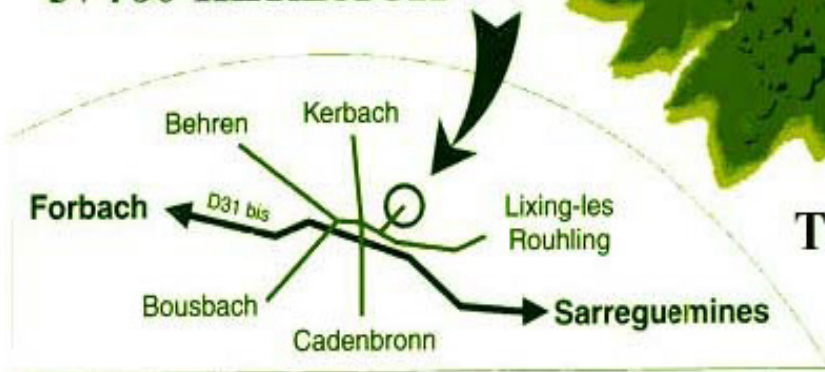 Kerbach
Behren
Forbach
D31 bis
Lixing-les
Rouhling
T
Bousbach
Sarreguemines
Cadenbronn